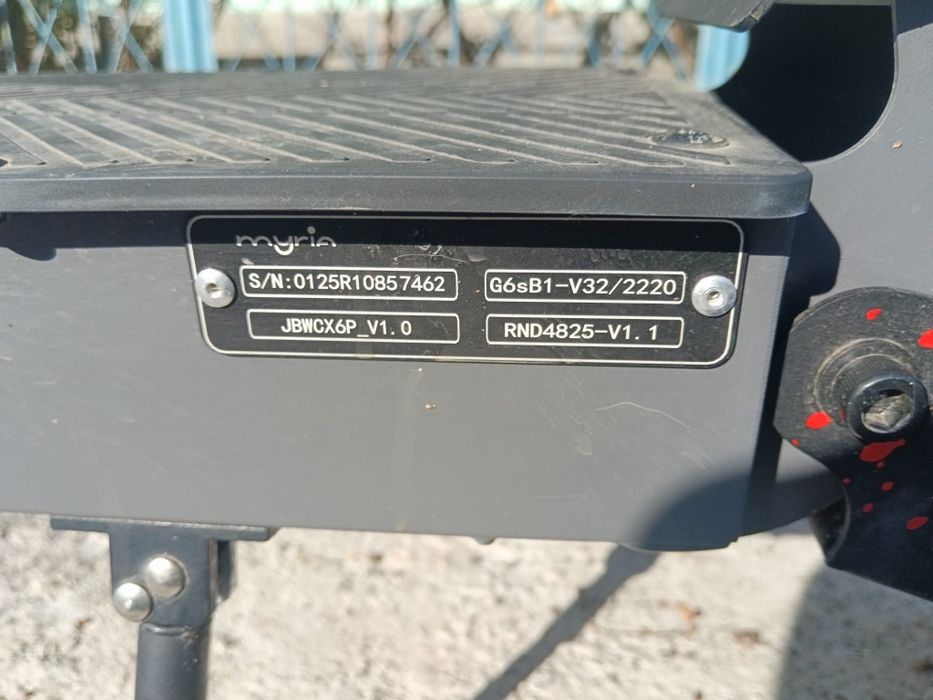 myria
S/N:0125R10857462
G6sB1-V32/2220
JBWCX6P_V1.0
RND4825-V1.1